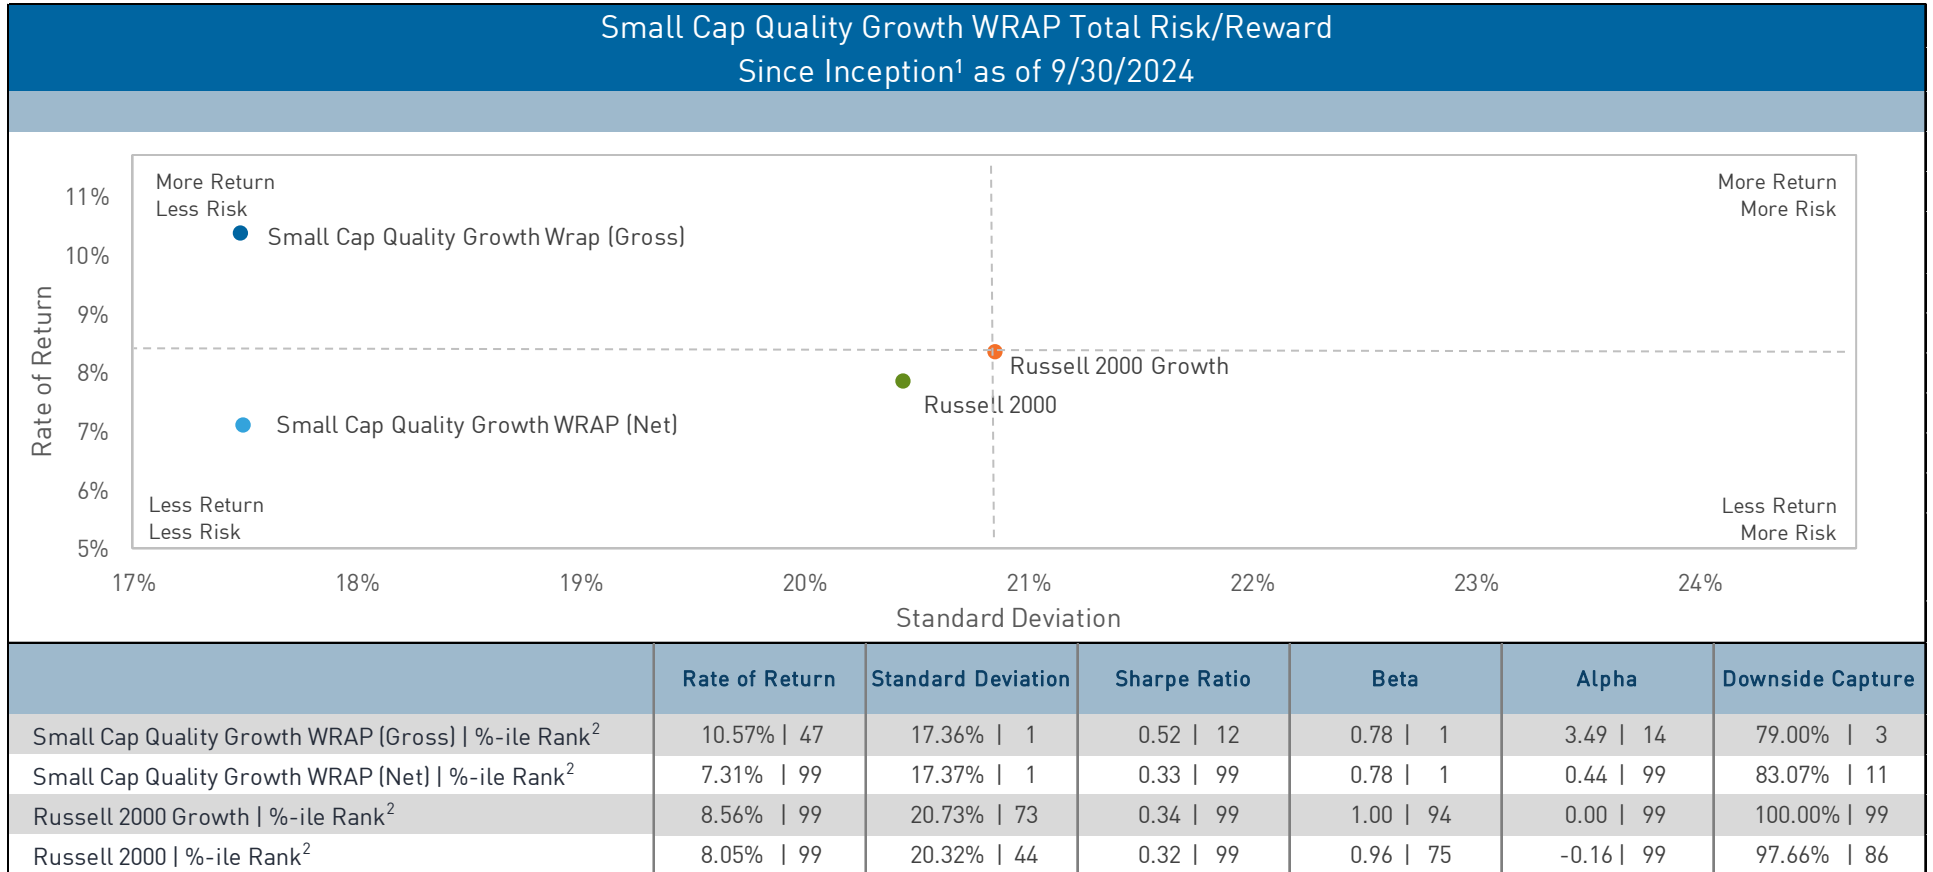 Small Cap Quality Growth WRAP Total Risk/Reward
Since Inception¹ as of 9/30/2024
More Return
Less Risk
More Return
More Risk
11%
10%
9%
8%
7%
6%
5%
Rate of Return
Small Cap Quality Growth Wrap (Gross)
Russell 2000 Growth
Russell 2000
Small Cap Quality Growth WRAP (Net)
Less Return
Less Risk
Less Return
More Risk
17% 18% 19% 20% 21% 22% 23% 24%
Standard Deviation
Rate of Return Standard Deviation Sharpe Ratio Beta Alpha Downside Capture
Small Cap Quality Growth WRAP (Gross) | %-ile Rank² 10.57% | 47 17.36% | 1 0.52 | 12 0.78 | 1 3.49 | 14 79.00% | 3
Small Cap Quality Growth WRAP (Net) | %-ile Rank² 7.31% | 99 17.37% | 1 0.33 | 99 0.78 | 1 0.44 | 99 83.07% | 11
Russell 2000 Growth | %-ile Rank² 8.56% | 99 20.73% | 73 0.34 | 99 1.00 | 94 0.00 | 99 100.00% | 99
Russell 2000 | %-ile Rank² 8.05% | 99 20.32% | 44 0.32 | 99 0.96 | 75 -0.16 | 99 97.66% | 86